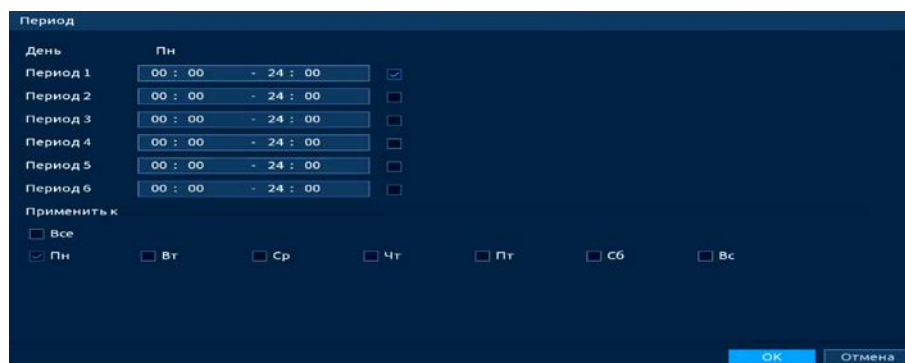 Период
День Пн
Период 1 00 : 00 - 24 : 00
Период 2 00 : 00 - 24 : 00
Период 3 00 : 00 - 24 : 00
Период 4 00 : 00 - 24 : 00
Период 5 00 : 00 - 24 : 00
Период 6 00 : 00 - 24 : 00
Применить к
Все
Пн Вт Ср Чт Пт Сб Вс
OK Отмена